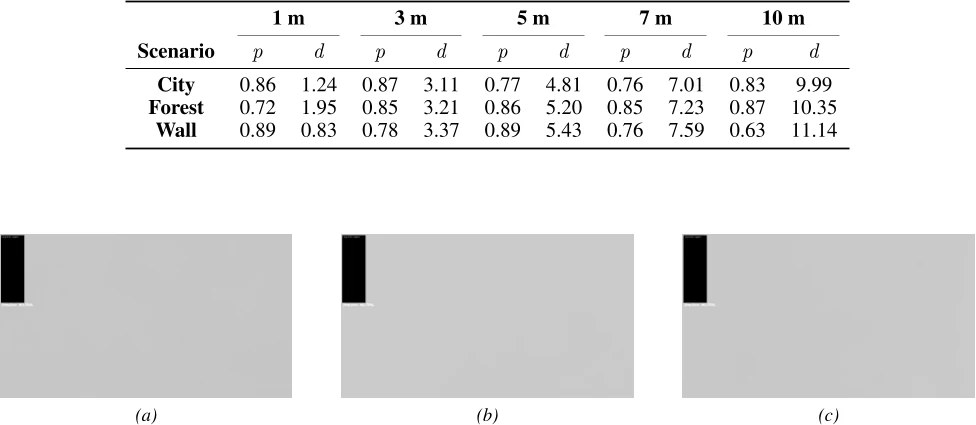 1 m 3 m 5 m 7 m 10 m
Scenario p d p d p d p d p d
City 0.86 1.24 0.87 3.11 0.77 4.81 0.76 7.01 0.83 9.99
Forest 0.72 1.95 0.85 3.21 0.86 5.20 0.85 7.23 0.87 10.35
Wall 0.89 0.83 0.78 3.37 0.89 5.43 0.76 7.59 0.63 11.14
(a) (b) (c)